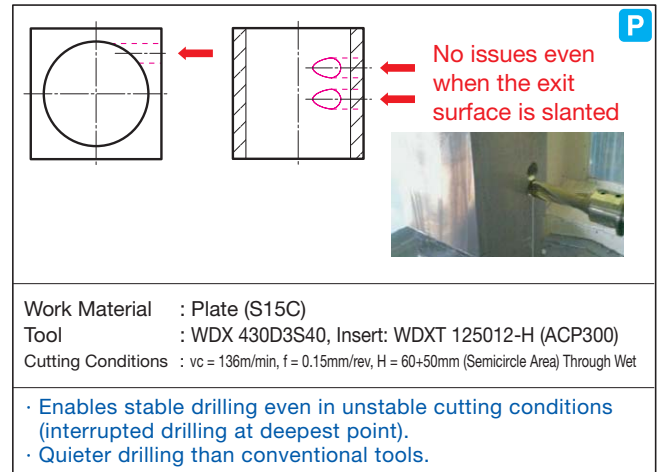 P
No issues even
when the exit
surface is slanted
Work Material : Plate (S15C)
Tool : WDX 430D3S40, Insert: WDXT 125012-H (ACP300)
Cutting Conditions : vc = 136m/min, f = 0.15mm/rev, H = 60+50mm (Semicircle Area) Through Wet
· Enables stable drilling even in unstable cutting conditions
(interrupted drilling at deepest point).
· Quieter drilling than conventional tools.